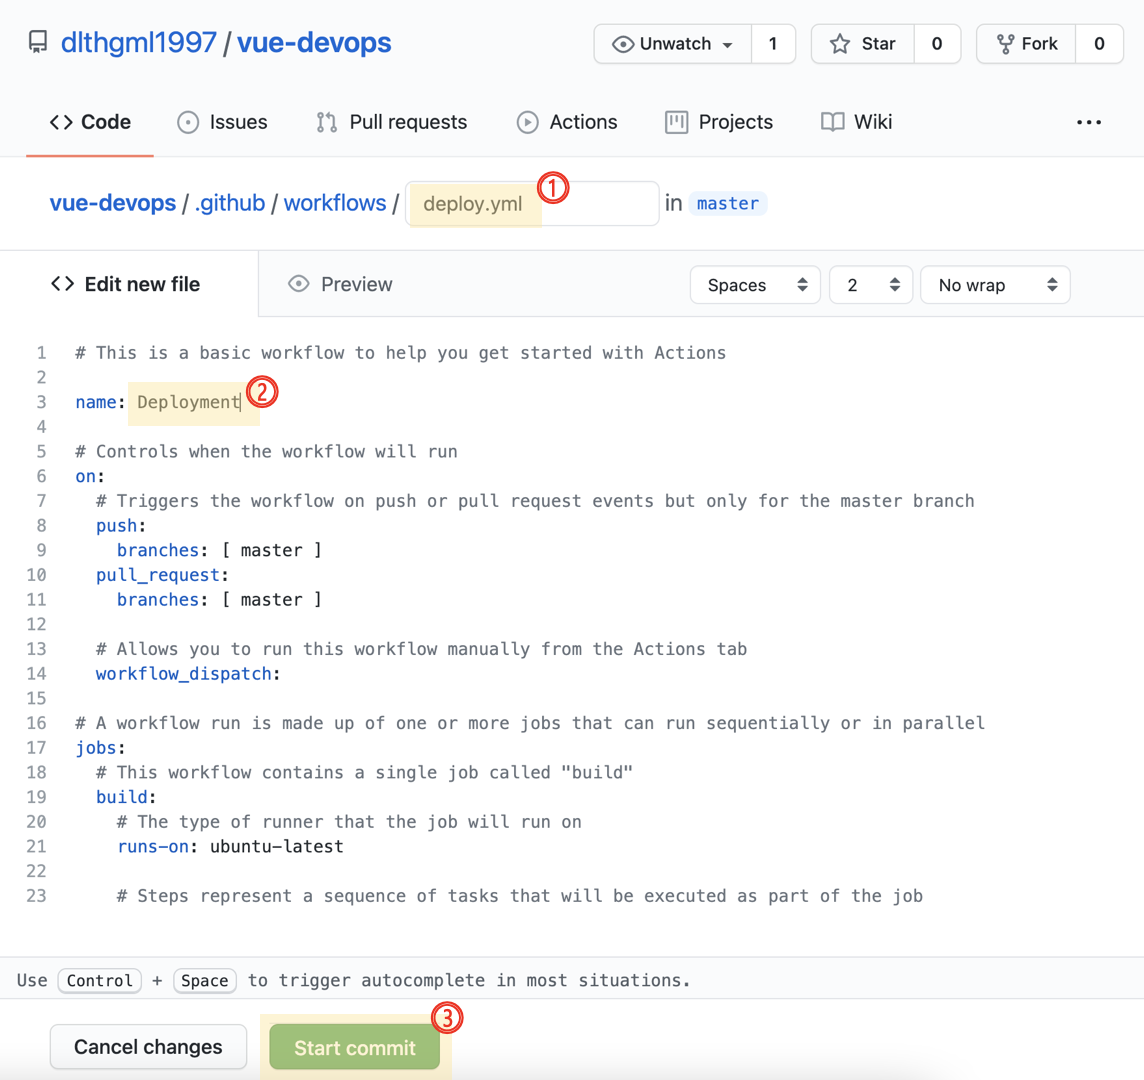 dlthgml1997 / vue-devops Unwatch 1 Star 0 Fork 0
<> Code Issues Pull requests Actions Projects Wiki ...
vue-devops / .github / workflows / deploy.yml ① in master
<> Edit new file Preview Spaces 2 No wrap
1 # This is a basic workflow to help you get started with Actions
2
3 name: Deployment ②
4
5 # Controls when the workflow will run
6 on:
7 # Triggers the workflow on push or pull request events but only for the master branch
8 push:
9 branches: [ master ]
10 pull_request:
11 branches: [ master ]
12
13 # Allows you to run this workflow manually from the Actions tab
14 workflow_dispatch:
15
16 # A workflow run is made up of one or more jobs that can run sequentially or in parallel
17 jobs:
18 # This workflow contains a single job called "build"
19 build:
20 # The type of runner that the job will run on
21 runs-on: ubuntu-latest
22
23 # Steps represent a sequence of tasks that will be executed as part of the job
Use Control + Space to trigger autocomplete in most situations.
Cancel changes Start commit ③